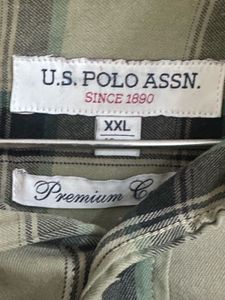 U.S. POLO ASSN.
SINCE 1890
XXL
Premium C